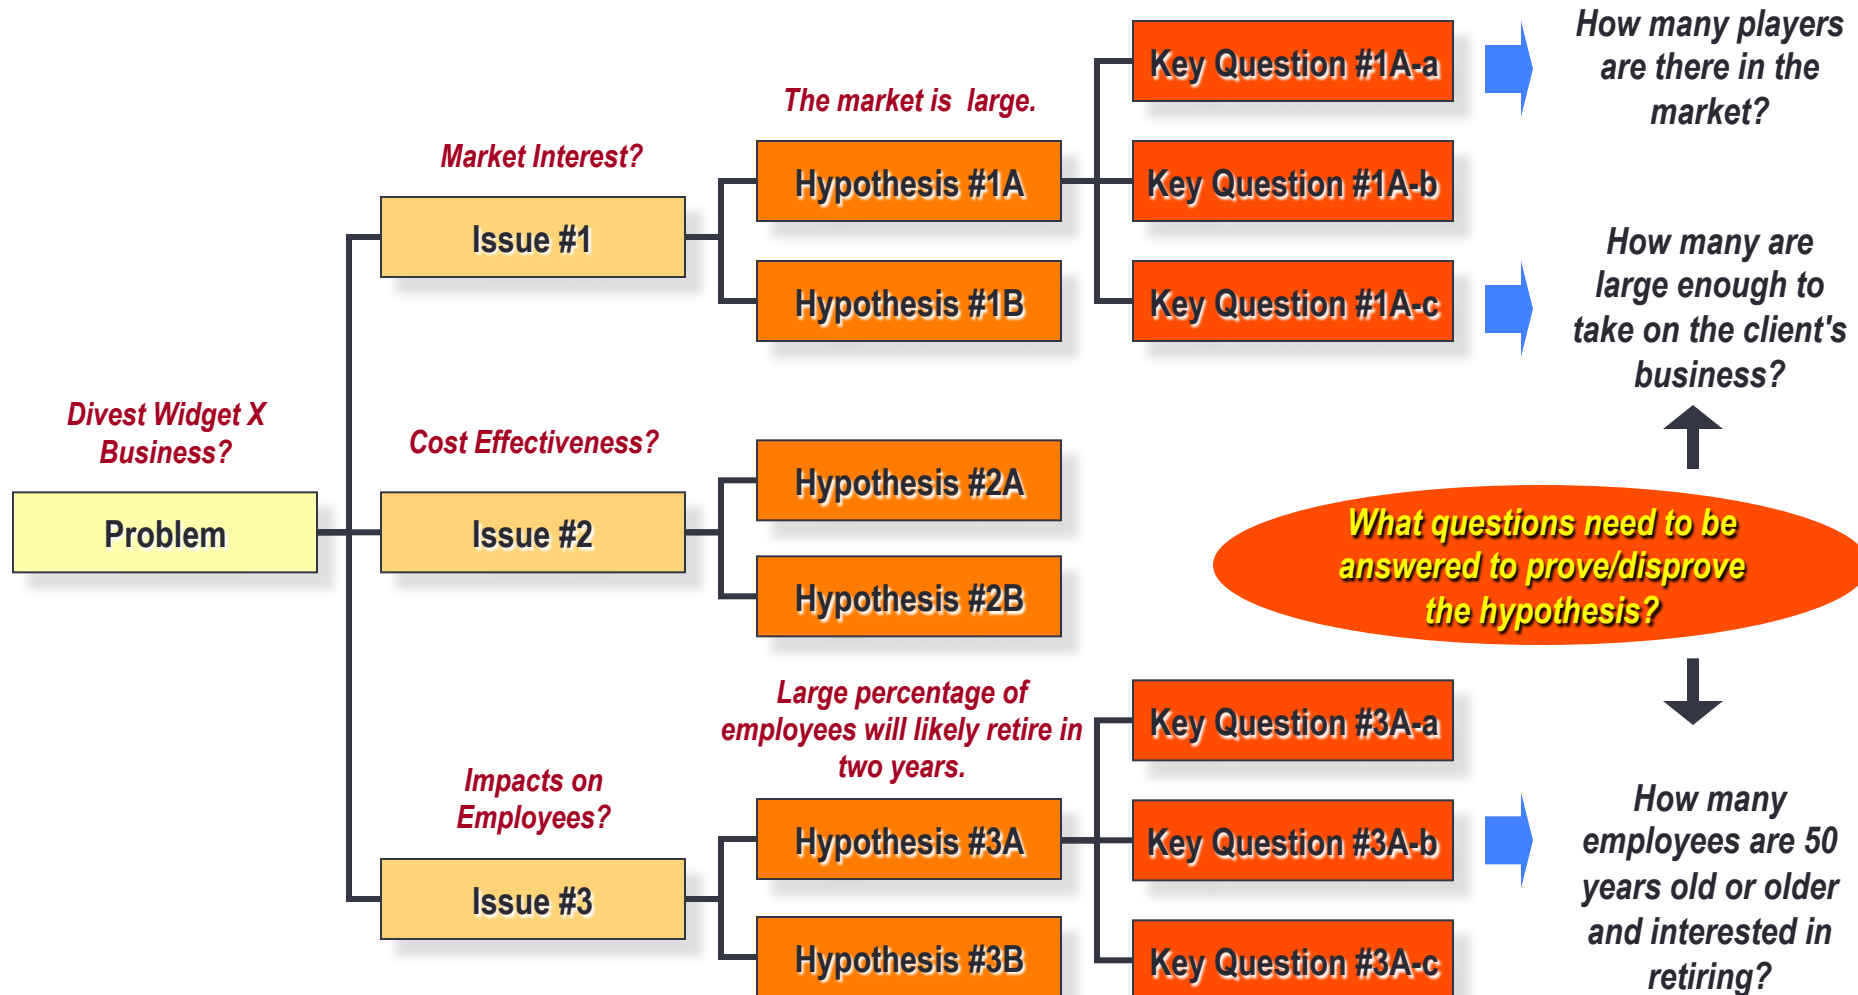 Divest Widget X
Business?
Problem
Market Interest?
Issue #1
Cost Effectiveness?
Issue #2
Impacts on
Employees?
Issue #3
The market is  large.
Hypothesis #1A
Hypothesis #1B
Hypothesis #2A
Hypothesis #2B
Large percentage of
employees will likely retire in
two years.
Hypothesis #3A
Hypothesis #3B
Key Question #1A-a
Key Question #1A-b
Key Question #1A-c
Key Question #3A-a
Key Question #3A-b
Key Question #3A-c
How many players
are there in the
market?
How many are
large enough to
take on the client's
business?
What questions need to be
answered to prove/disprove
the hypothesis?
How many
employees are 50
years old or older
and interested in
retiring?